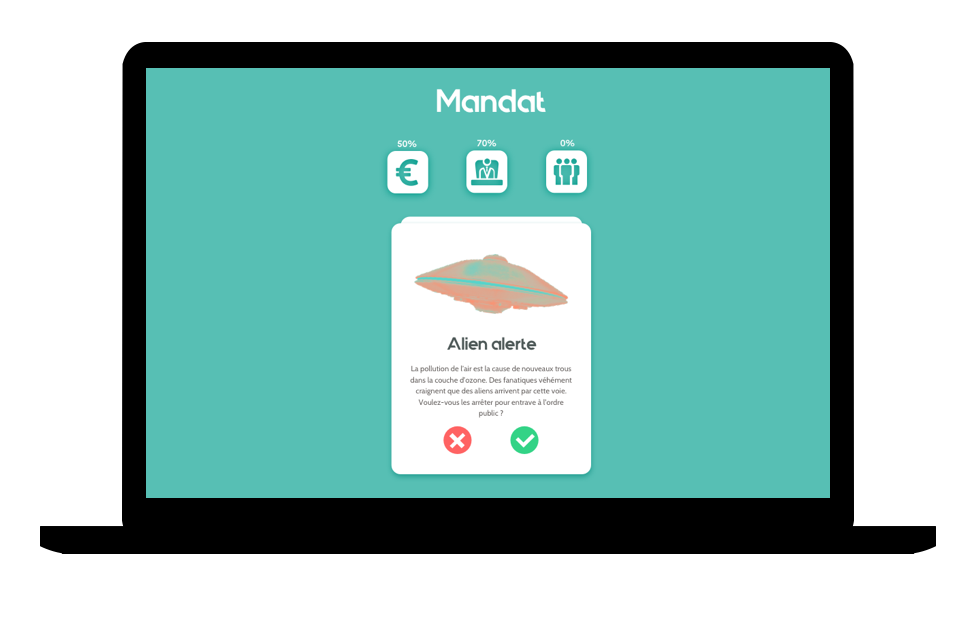 Mandat
50% 70% 0%
€
Alien alerte
La pollution de l'air est la cause de nouveaux trous
dans la couche d'ozone. Des fanatiques véhément
craignent que des aliens arrivent par cette voie.
Voulez-vous les arrêter pour entrave à l'ordre
public ?